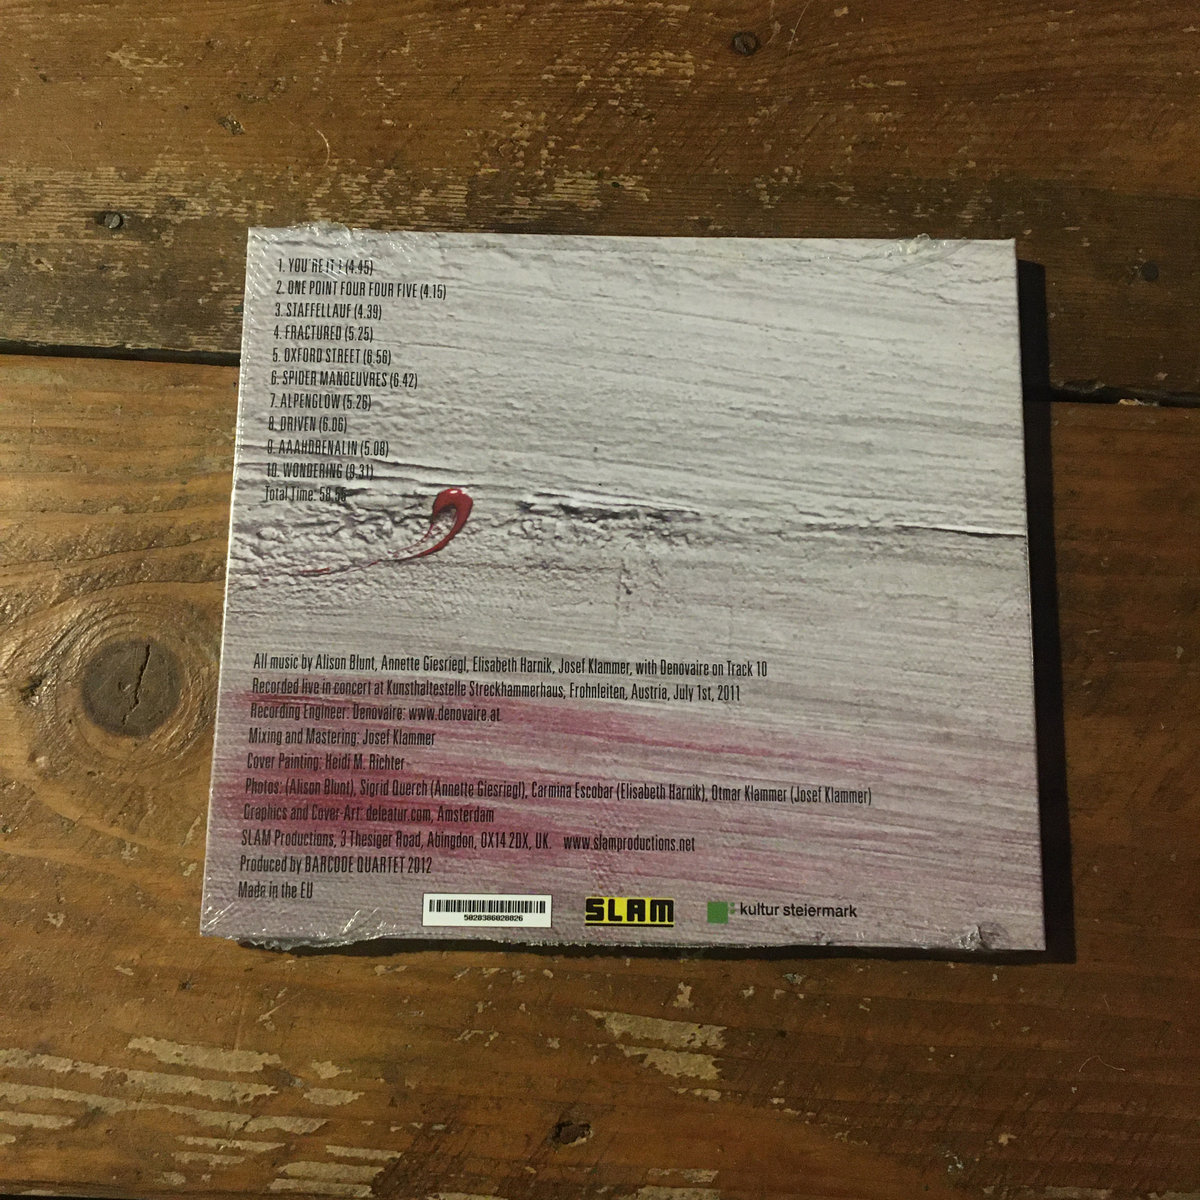 1. YOU'RE IT ! (4.45)
2. ONE POINT FOUR FOUR FIVE (4.15)
3. STAFFELLAUF (4.39)
4. FRACTURED (5.25)
5. OXFORD STREET (6.56)
6. SPIDER MANOEUVRES (6.42)
7. ALPENGLOW (5.26)
8. DRIVEN (6.06)
9. AAAHDRENALIN (5.08)
10. WONDERING (9.31)
Total Time: 58.55
All music by Alison Blunt, Annette Giesriegl, Elisabeth Harnik, Josef Klammer, with Denovaire on Track 10
Recorded live in concert at Kunsthaltestelle Streckhammerhaus, Frohnleiten, Austria, July 1st, 2011
Recording Engineer: Denovaire: www.denovaire.at
Mixing and Mastering: Josef Klammer
Cover Painting: Heidi M. Richter
Photos: (Alison Blunt), Sigrid Querch (Annette Giesriegl), Carmina Escobar (Elisabeth Harnik), Otmar Klammer (Josef Klammer)
Graphics and Cover Art: deleatur.com, Amsterdam
SLAM Productions, 3 Thesiger Road, Abingdon, OX14 2DX, UK. www.slamproductions.net
Produced by BARCODE QUARTET 2012
Made in the EU
5020386028026
SLAM
kultur steiermark